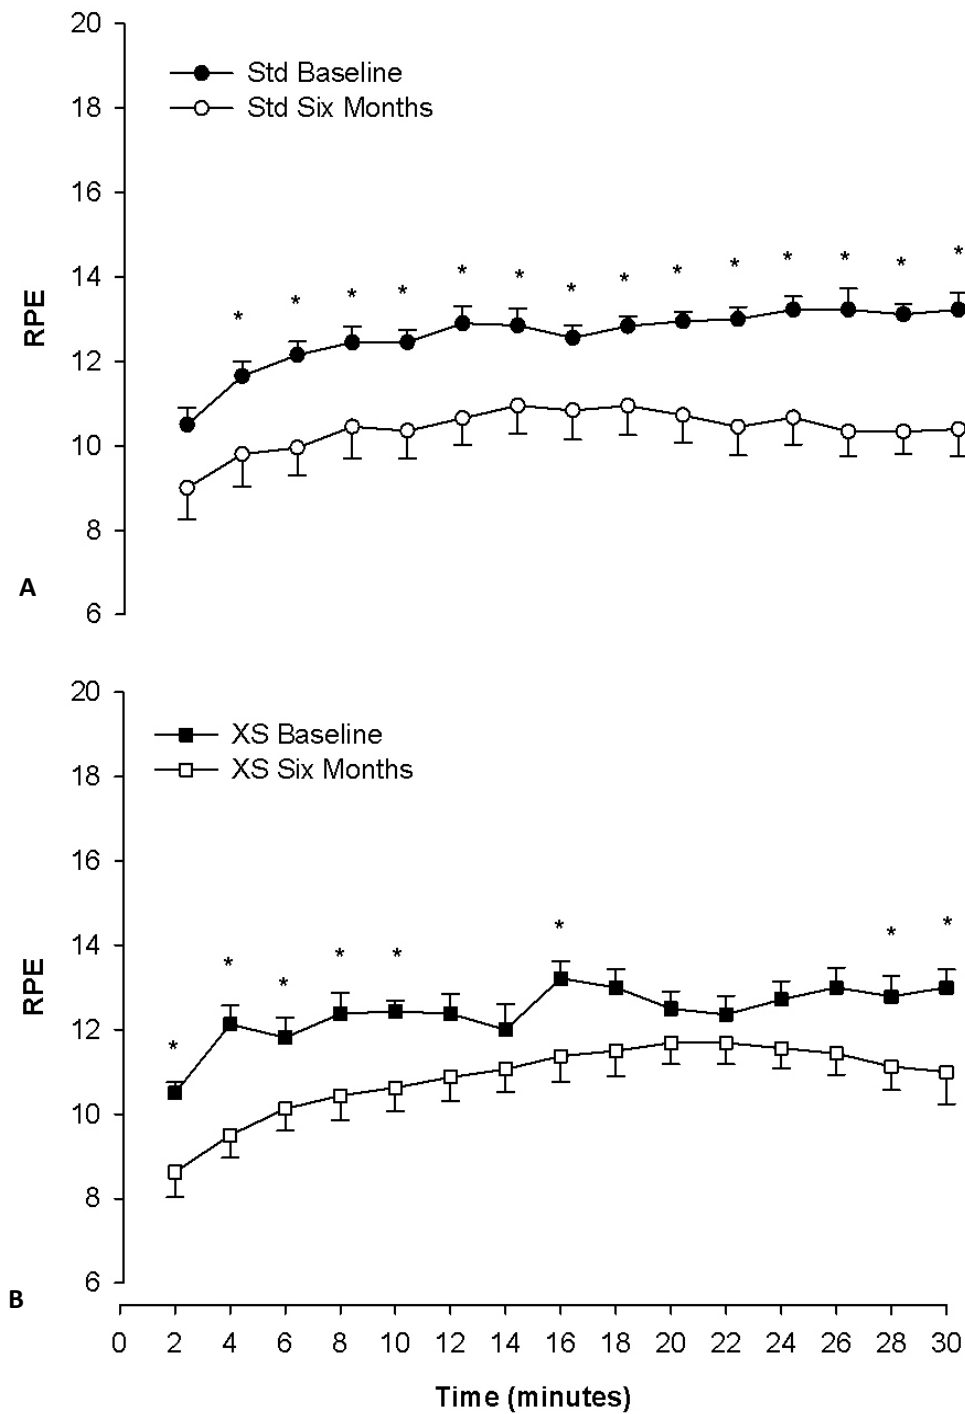 20
Std Baseline
Std Six Months
18
16
* * * * * * * * * * * * * *
14
RPE
12
10
8
A
6
20
XS Baseline
XS Six Months
18
16
* * * * * * * *
14
RPE
12
10
8
6
B
0 2 4 6 8 10 12 14 16 18 20 22 24 26 28 30
Time (minutes)